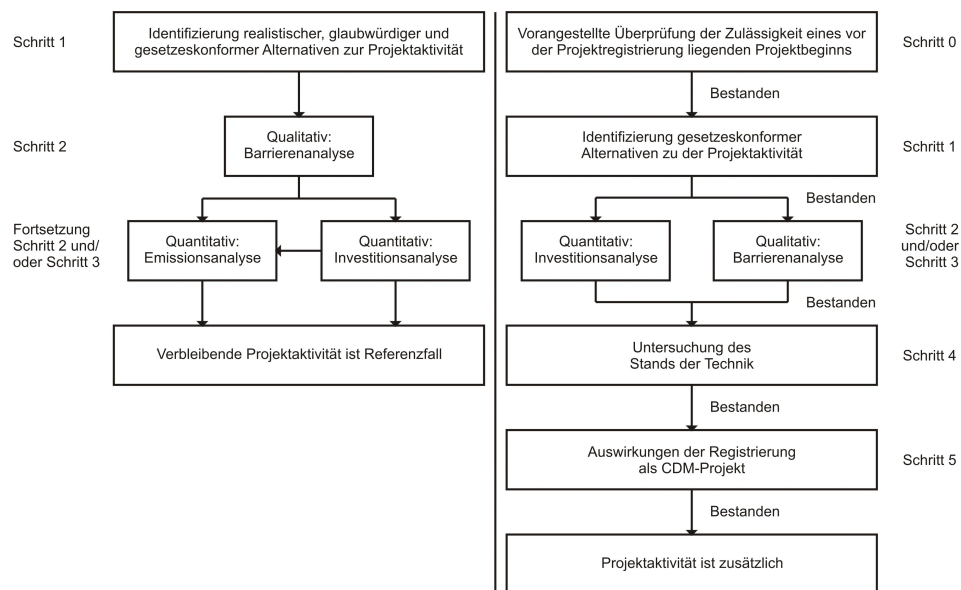 Schritt 1
Identifizierung realistischer, glaubwürdiger und
gesetzeskonformer Alternativen zur Projektaktivität
Schritt 2
Qualitativ:
Barrierenanalyse
Fortsetzung
Schritt 2 und/
oder Schritt 3
Quantitativ:
Emissionsanalyse
Quantitativ:
Investitionsanalyse
Verbleibende Projektaktivität ist Referenzfall
Vorangestellte Überprüfung der Zulässigkeit eines vor
der Projektregistrierung liegenden Projektbeginns
Schritt 0
Bestanden
Identifizierung gesetzeskonformer
Alternativen zu der Projektaktivität
Schritt 1
Bestanden
Quantitativ:
Investitionsanalyse
Qualitativ:
Barrierenanalyse
Schritt 2
und/oder
Schritt 3
Bestanden
Untersuchung des
Stands der Technik
Schritt 4
Bestanden
Auswirkungen der Registrierung
als CDM-Projekt
Schritt 5
Bestanden
Projektaktivität ist zusätzlich